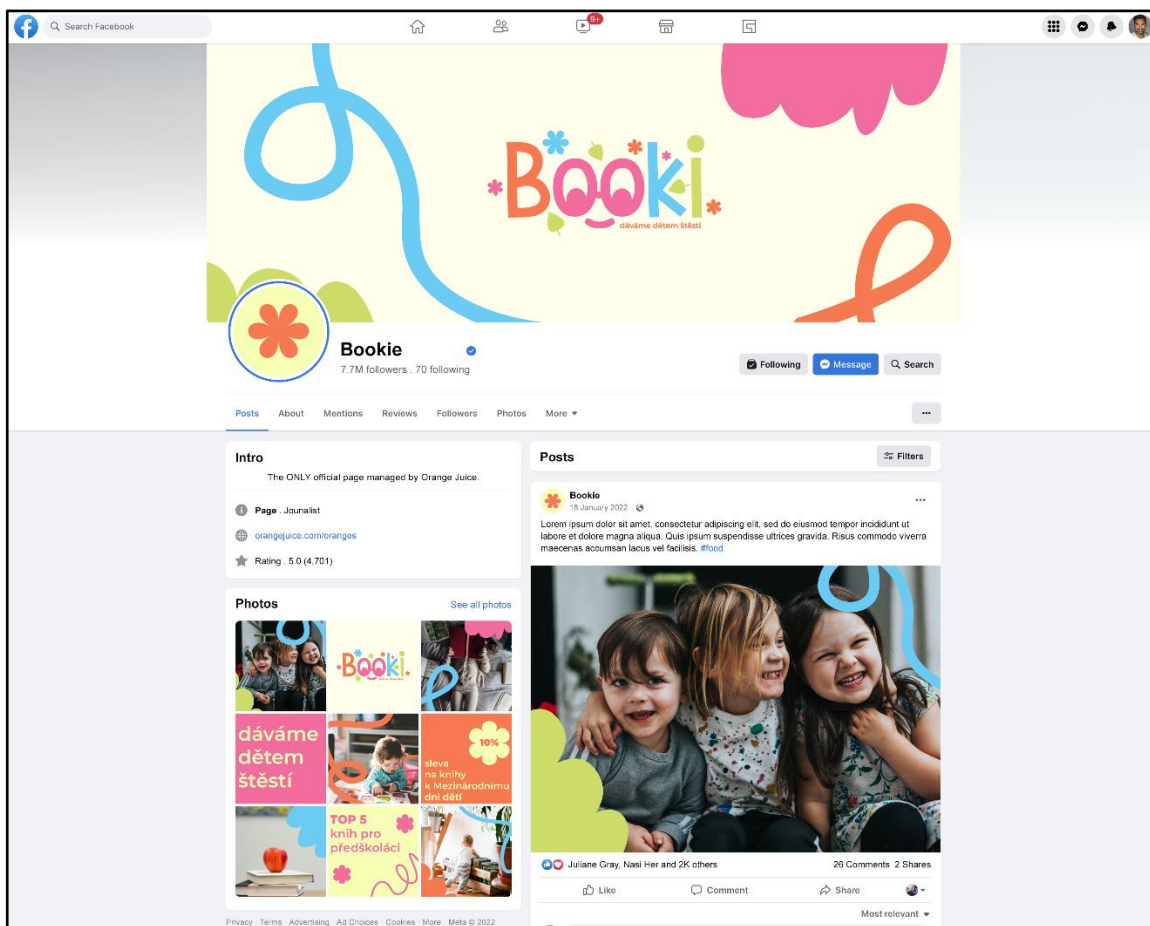 Search Facebook
9+
Booki
dáváme dětem štěstí
Bookie
7.7M followers . 70 following
Following
Message
Search
Posts
About
Mentions
Reviews
Followers
Photos
More
Intro
The ONLY official page managed by Orange Juice.
Page . Jounalist
orangejuice.com/oranges
Rating . 5.0 (4,701)
Photos
See all photos
Booki
dáváme
dětem
štěstí
10%
sleva
na knihy
k Mezinárodnímu
dni dětí
TOP 5
knih pro
předškoláci
Privacy · Terms · Advertising · Ad Choices · Cookies · More · Meta © 2022
Posts
Filters
Bookie
18 January 2022
Lorem ipsum dolor sit amet, consectetur adipiscing elit, sed do eiusmod tempor incididunt ut
labore et dolore magna aliqua. Quis ipsum suspendisse ultrices gravida. Risus commodo viverra
maecenas accumsan lacus vel facilisis. #food
Juliane Gray, Nasi Her and 2K others
26 Comments 2 Shares
Like
Comment
Share
Most relevant